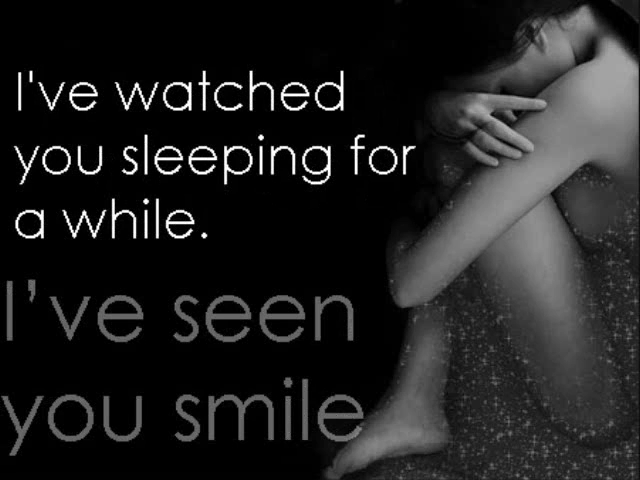 I've watched
you sleeping for
a while.
I’ve seen
you smile